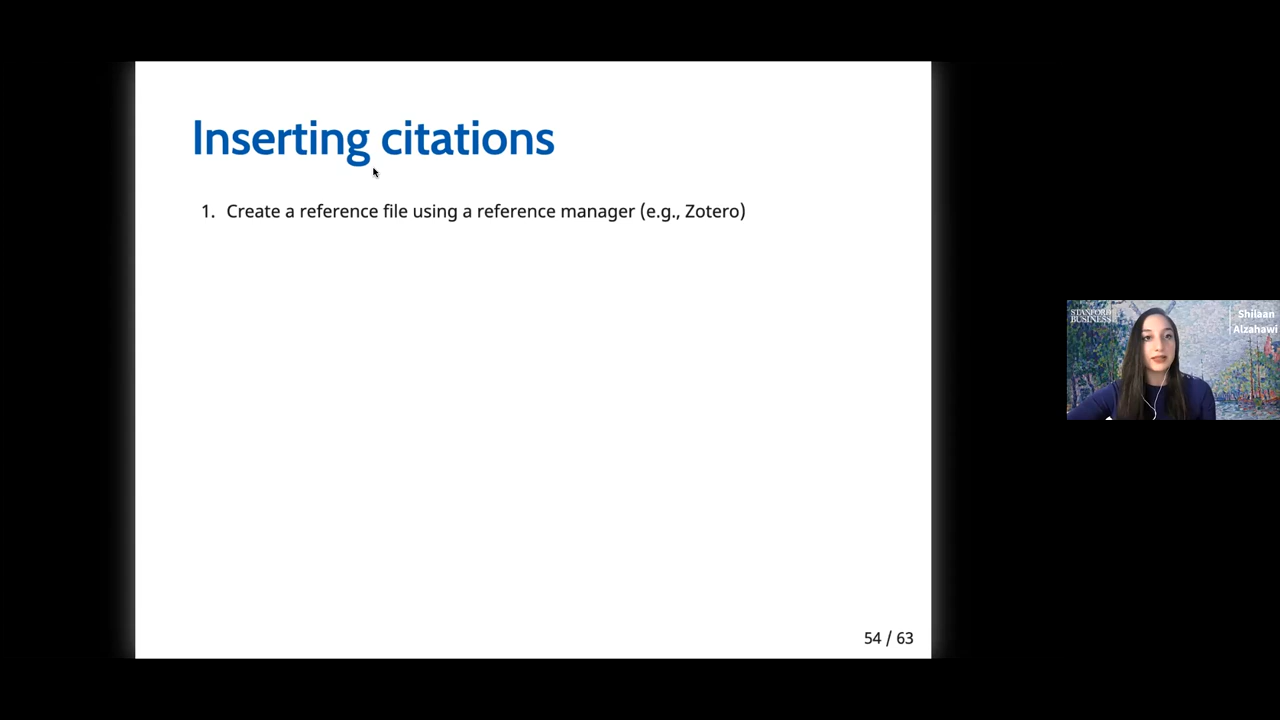 Inserting citations
1. Create a reference file using a reference manager (e.g., Zotero)
54 / 63
STANFORD
BUSINESS
Shilaan
Alzahawi